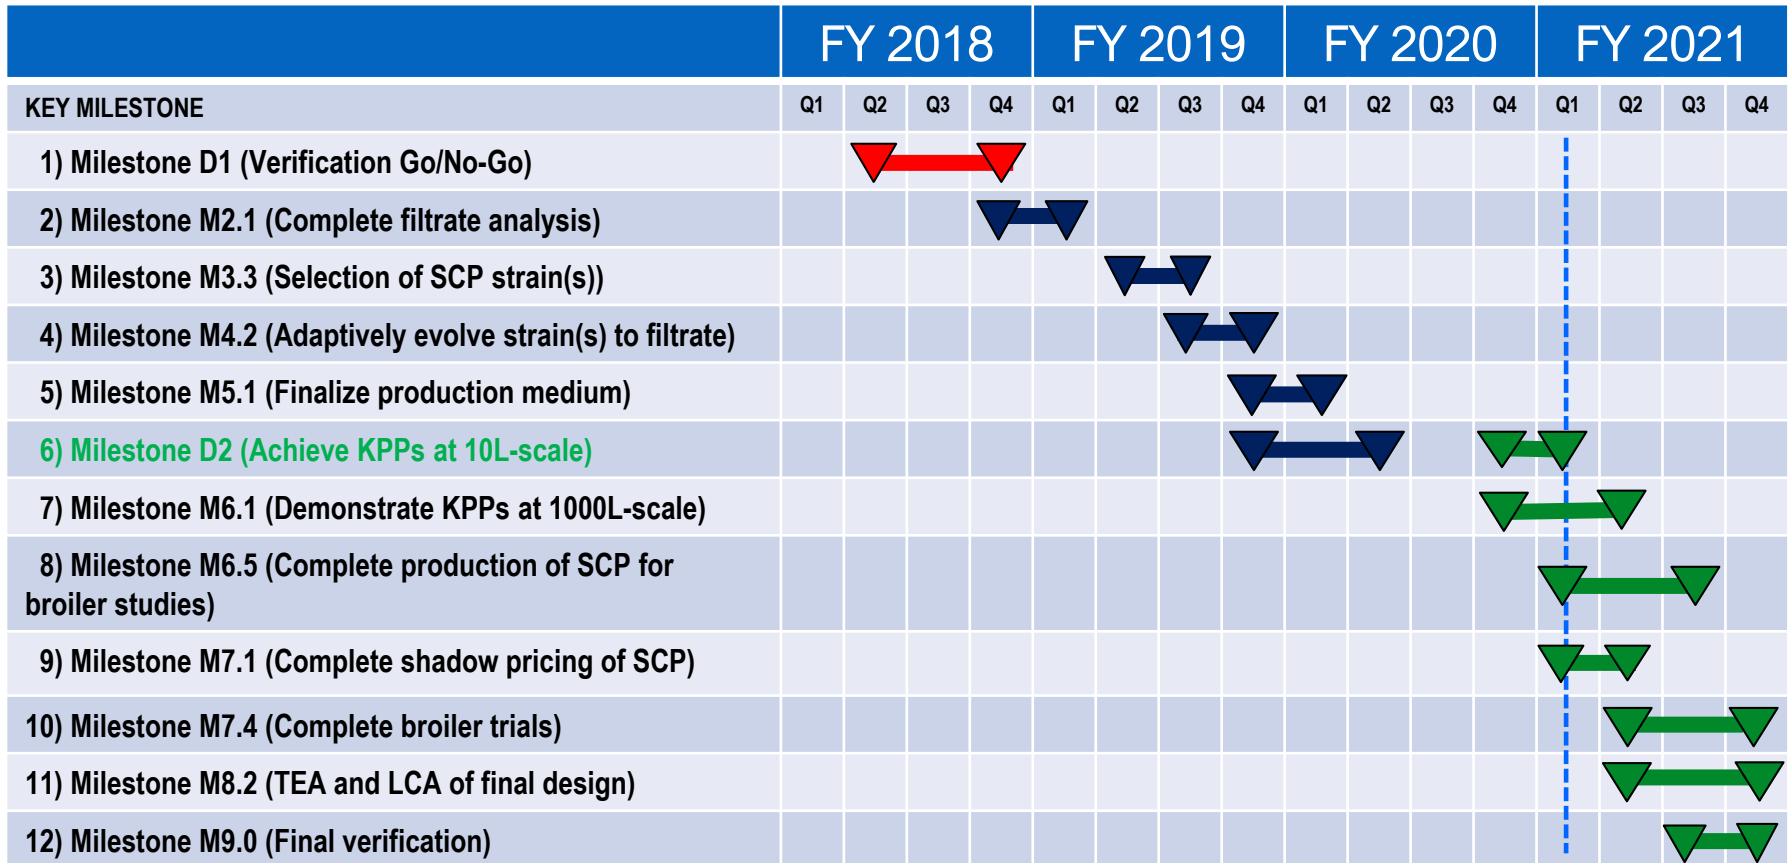 FY 2018 FY 2019 FY 2020 FY 2021
KEY MILESTONE Q1 Q2 Q3 Q4 Q1 Q2 Q3 Q4 Q1 Q2 Q3 Q4 Q1 Q2 Q3 Q4
1) Milestone D1 (Verification Go/No-Go)
2) Milestone M2.1 (Complete filtrate analysis)
3) Milestone M3.3 (Selection of SCP strain(s))
4) Milestone M4.2 (Adaptively evolve strain(s) to filtrate)
5) Milestone M5.1 (Finalize production medium)
6) Milestone D2 (Achieve KPPs at 10L-scale)
7) Milestone M6.1 (Demonstrate KPPs at 1000L-scale)
8) Milestone M6.5 (Complete production of SCP for
broiler studies)
9) Milestone M7.1 (Complete shadow pricing of SCP)
10) Milestone M7.4 (Complete broiler trials)
11) Milestone M8.2 (TEA and LCA of final design)
12) Milestone M9.0 (Final verification)